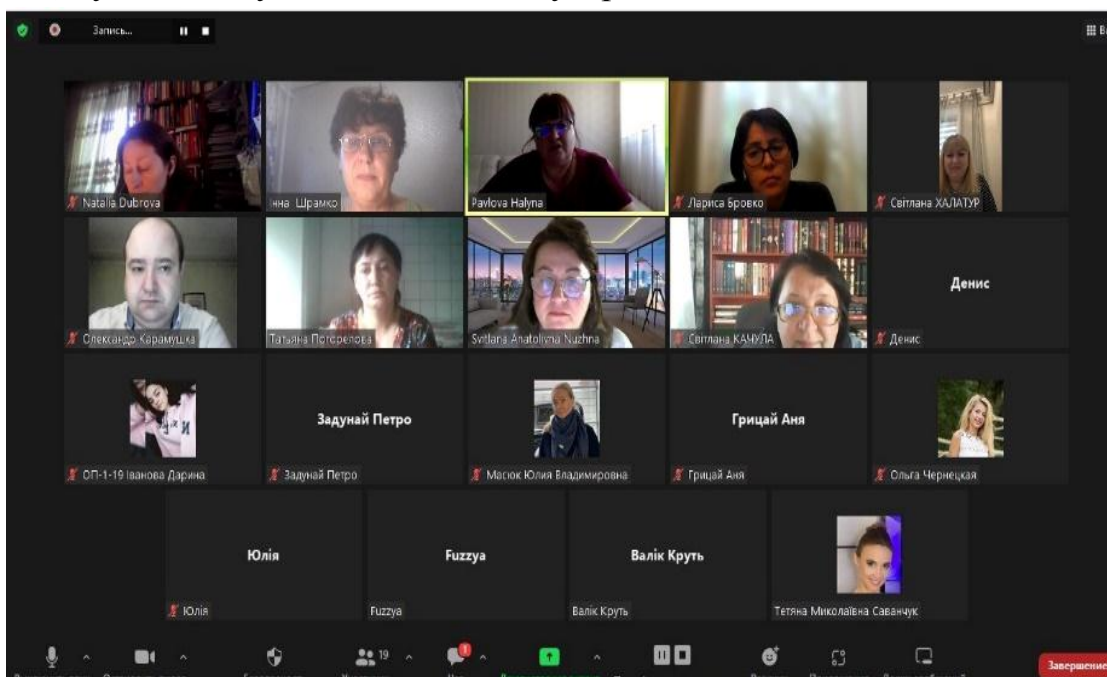 Запись...
Natalia Dubrova
Інна Шрамко
Pavlova Halyna
Лариса Бровко
Світлана ХАЛАТУР
Олександр Карамушка
Татьяна Погорелова
Svitlana Anatoliyna Nuzhna
Світлана КАЧУЛА
Денис
Денис
ОП-1-19 Іванова Дарина
Задунай Петро
Задунай Петро
Масюк Юлия Владимировна
Грицай Аня
Грицай Аня
Ольга Чернецкая
Юлія
Юлія
Fuzzya
Fuzzya
Валік Круть
Валік Круть
Тетяна Миколаївна Саванчук
19
1
Завершение